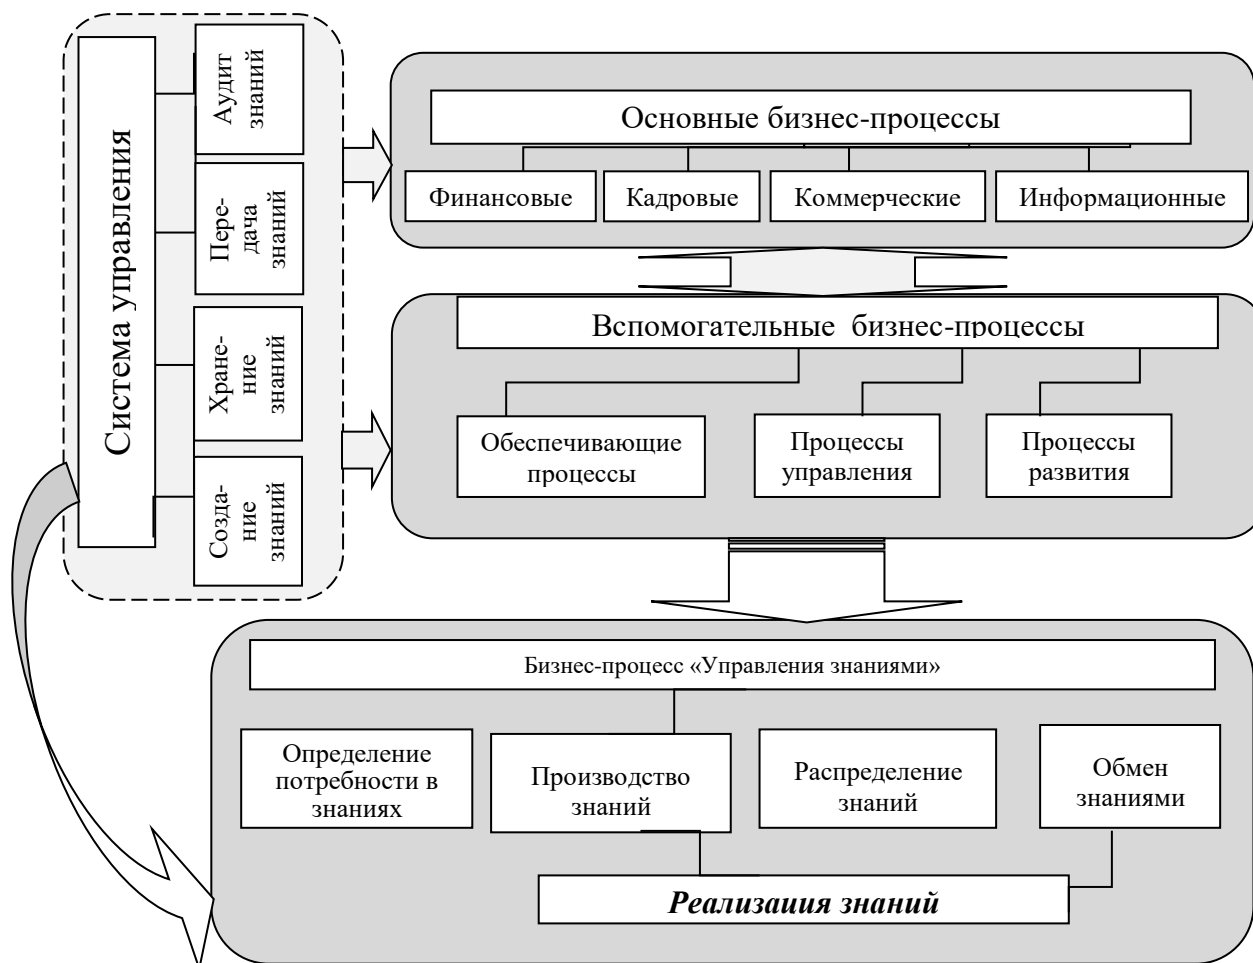 Система управления
Аудит
знаний
Пере-
дача
знаний
Хране-
ние
знаний
Созда-
ние
знаний
Основные бизнес-процессы
Финансовые
Кадровые
Коммерческие
Информационные
Вспомогательные бизнес-процессы
Обеспечивающие
процессы
Процессы
управления
Процессы
развития
Бизнес-процесс «Управления знаниями»
Определение
потребности в
знаниях
Производство
знаний
Распределение
знаний
Обмен
знаниями
Реализация знаний